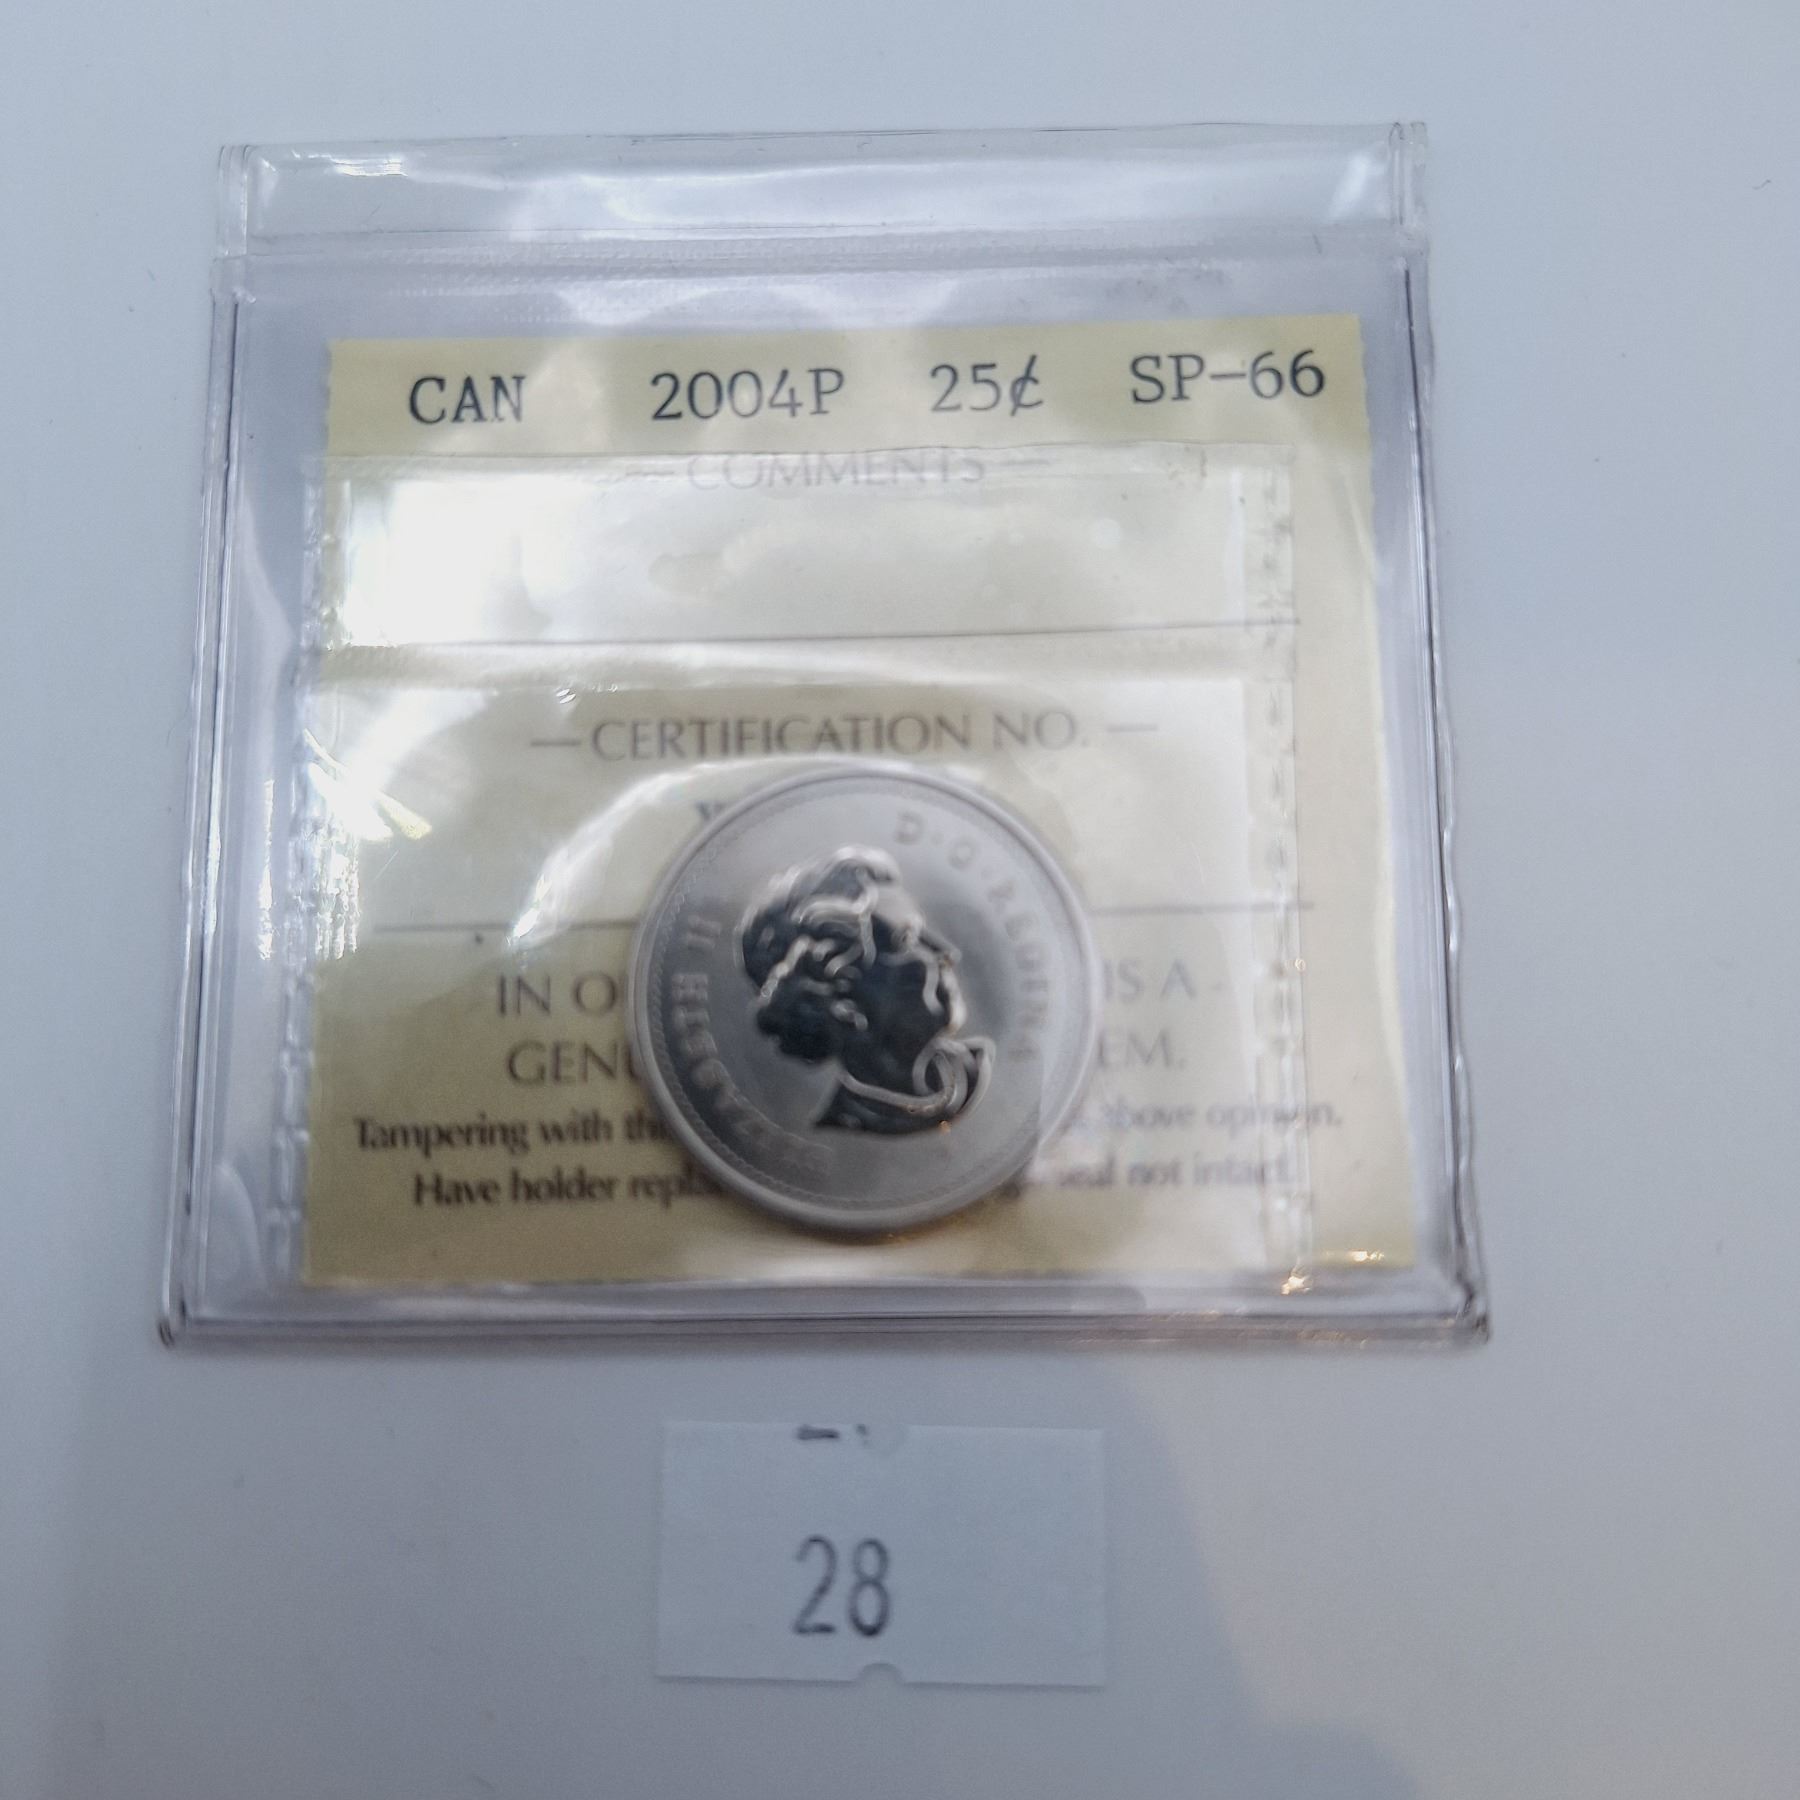 CAN 2004P 25¢ SP-66
— COMMENTS —
— CERTIFICATION NO. —
IN O IS A
GENU EM.
Tampering with th above opinion.
Have holder repl seal not intact.
ELIZABETH II D·G·REGINA
28